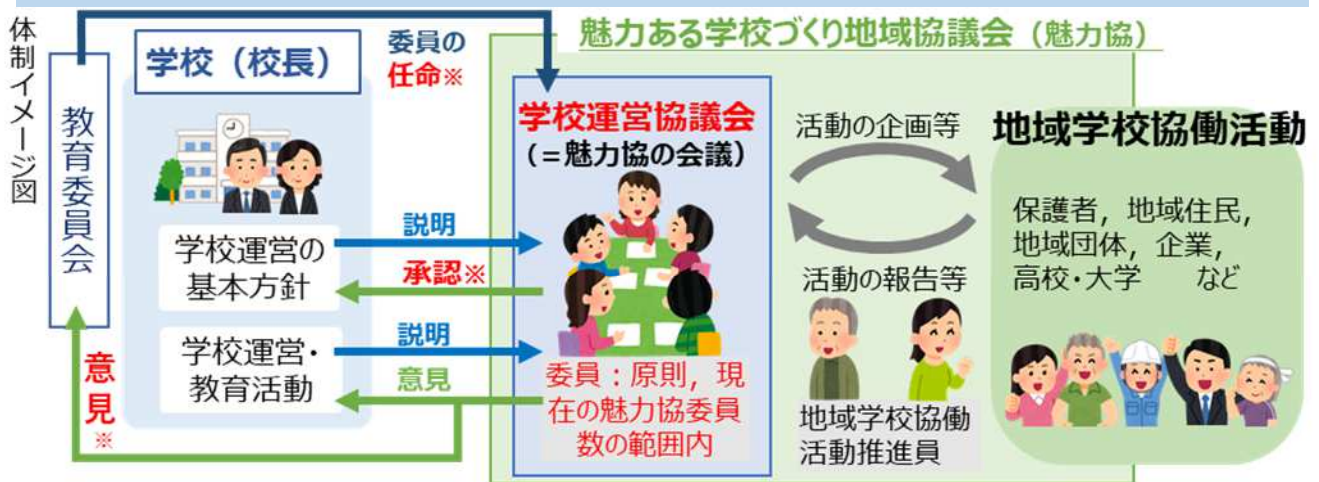 体制イメージ図
教育委員会
学校（校長）
委員の
任命※
魅力ある学校づくり地域協議会（魅力協）
学校運営協議会
（＝魅力協の会議）
学校運営の
基本方針
説明
承認※
学校運営・
教育活動
説明
意見
意見※
委員：原則，現
在の魅力協委員
数の範囲内
活動の企画等
活動の報告等
地域学校協働
活動推進員
地域学校協働活動
保護者，地域住民，
地域団体，企業，
高校・大学　など